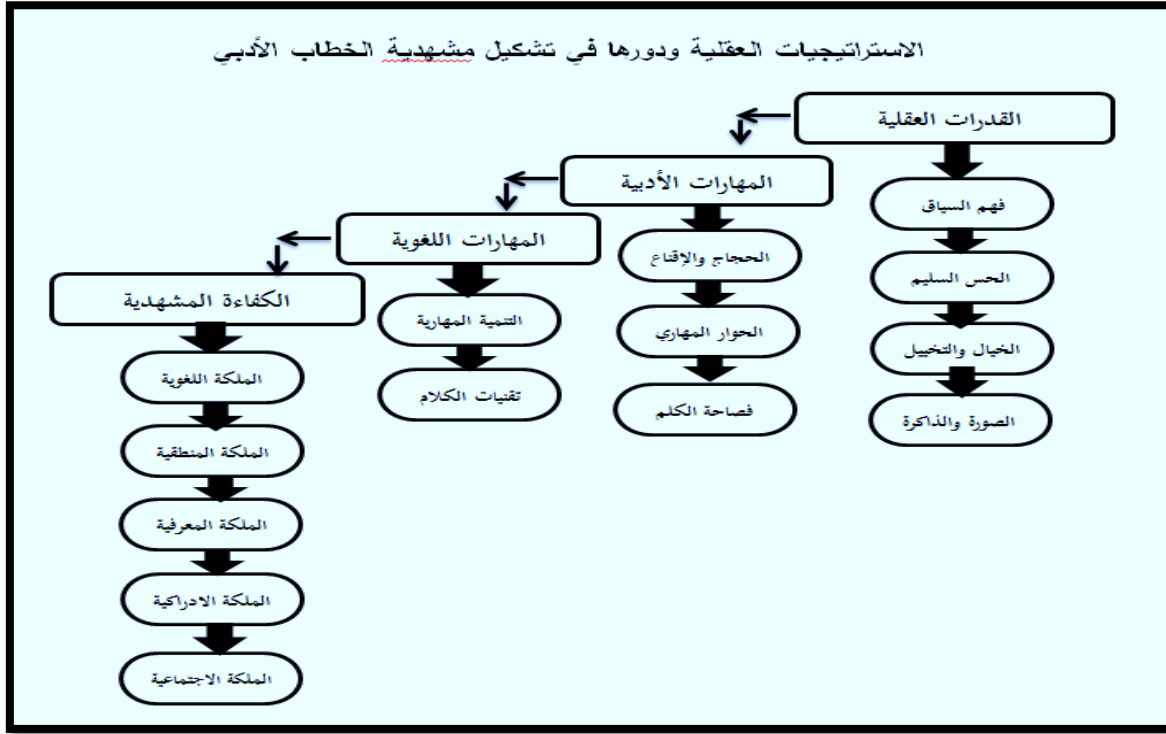 الاستراتيجيات العقلية ودورها في تشكيل مشهدية الخطاب الأدبي
القدرات العقلية
فهم السياق
الحس السليم
الخيال والتخييل
الصورة والذاكرة
المهارات الأدبية
الحجاج والإقناع
الحوار المهاري
فصاحة الكلم
المهارات اللغوية
التنمية المهارية
تقنيات الكلام
الكفاءة المشهدية
الملكة اللغوية
الملكة المنطقية
الملكة المعرفية
الملكة الادراكية
الملكة الاجتماعية